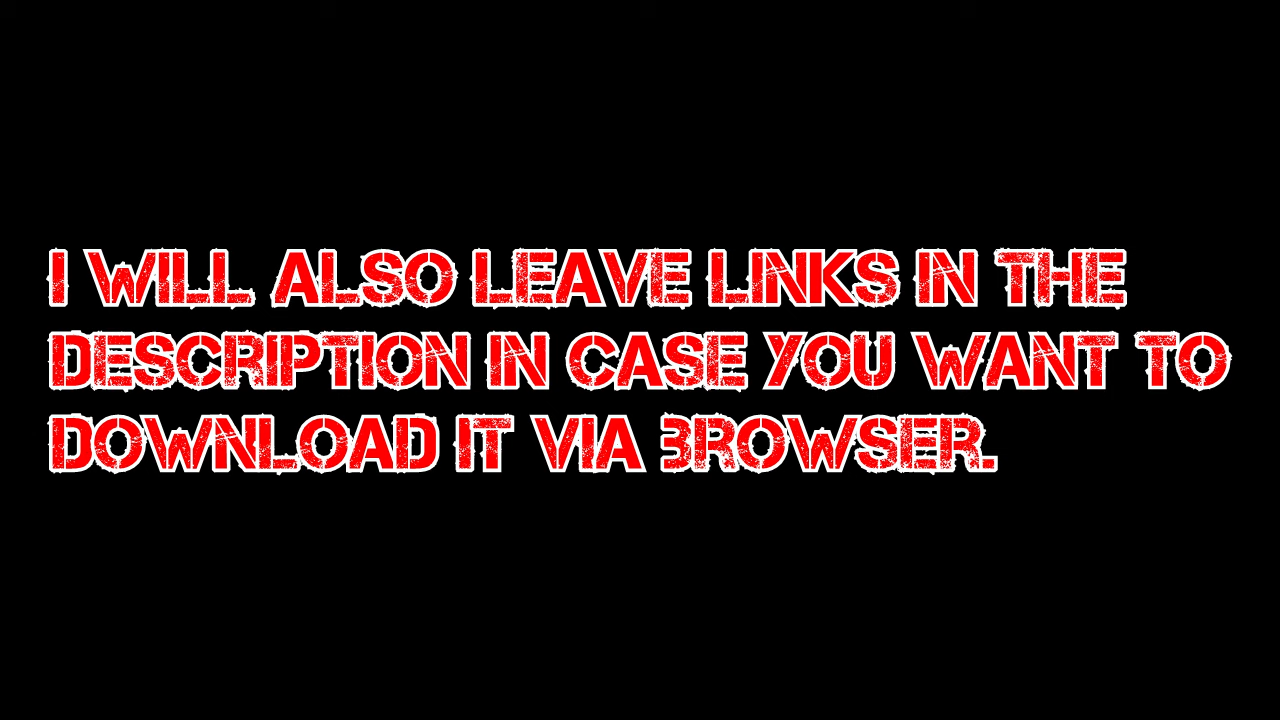 I WILL ALSO LEAVE LINKS IN THE
DESCRIPTION IN CASE YOU WANT TO
DOWNLOAD IT VIA BROWSER.